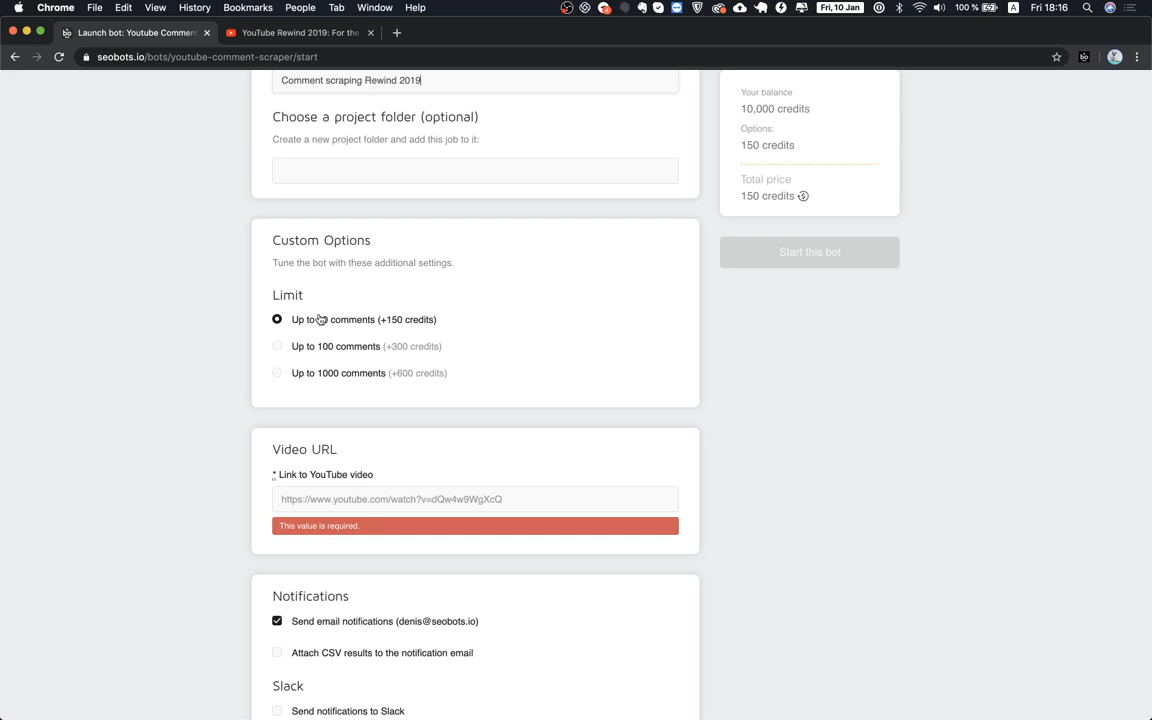 Chrome File Edit View History Bookmarks People Tab Window Help
Fri, 10 Jan
100 %
A
Fri 18:16
Launch bot: Youtube Commen
YouTube Rewind 2019: For the
seobots.io/bots/youtube-comment-scraper/start
Comment scraping Rewind 2019
Choose a project folder (optional)
Create a new project folder and add this job to it:
Your balance
10,000 credits
Options:
150 credits
Total price
150 credits
Start this bot
Custom Options
Tune the bot with these additional settings.
Limit
Up to comments (+150 credits)
Up to 100 comments (+300 credits)
Up to 1000 comments (+600 credits)
Video URL
* Link to YouTube video
https://www.youtube.com/watch?v=dQw4w9WgXcQ
This value is required.
Notifications
Send email notifications (denis@seobots.io)
Attach CSV results to the notification email
Slack
Send notifications to Slack